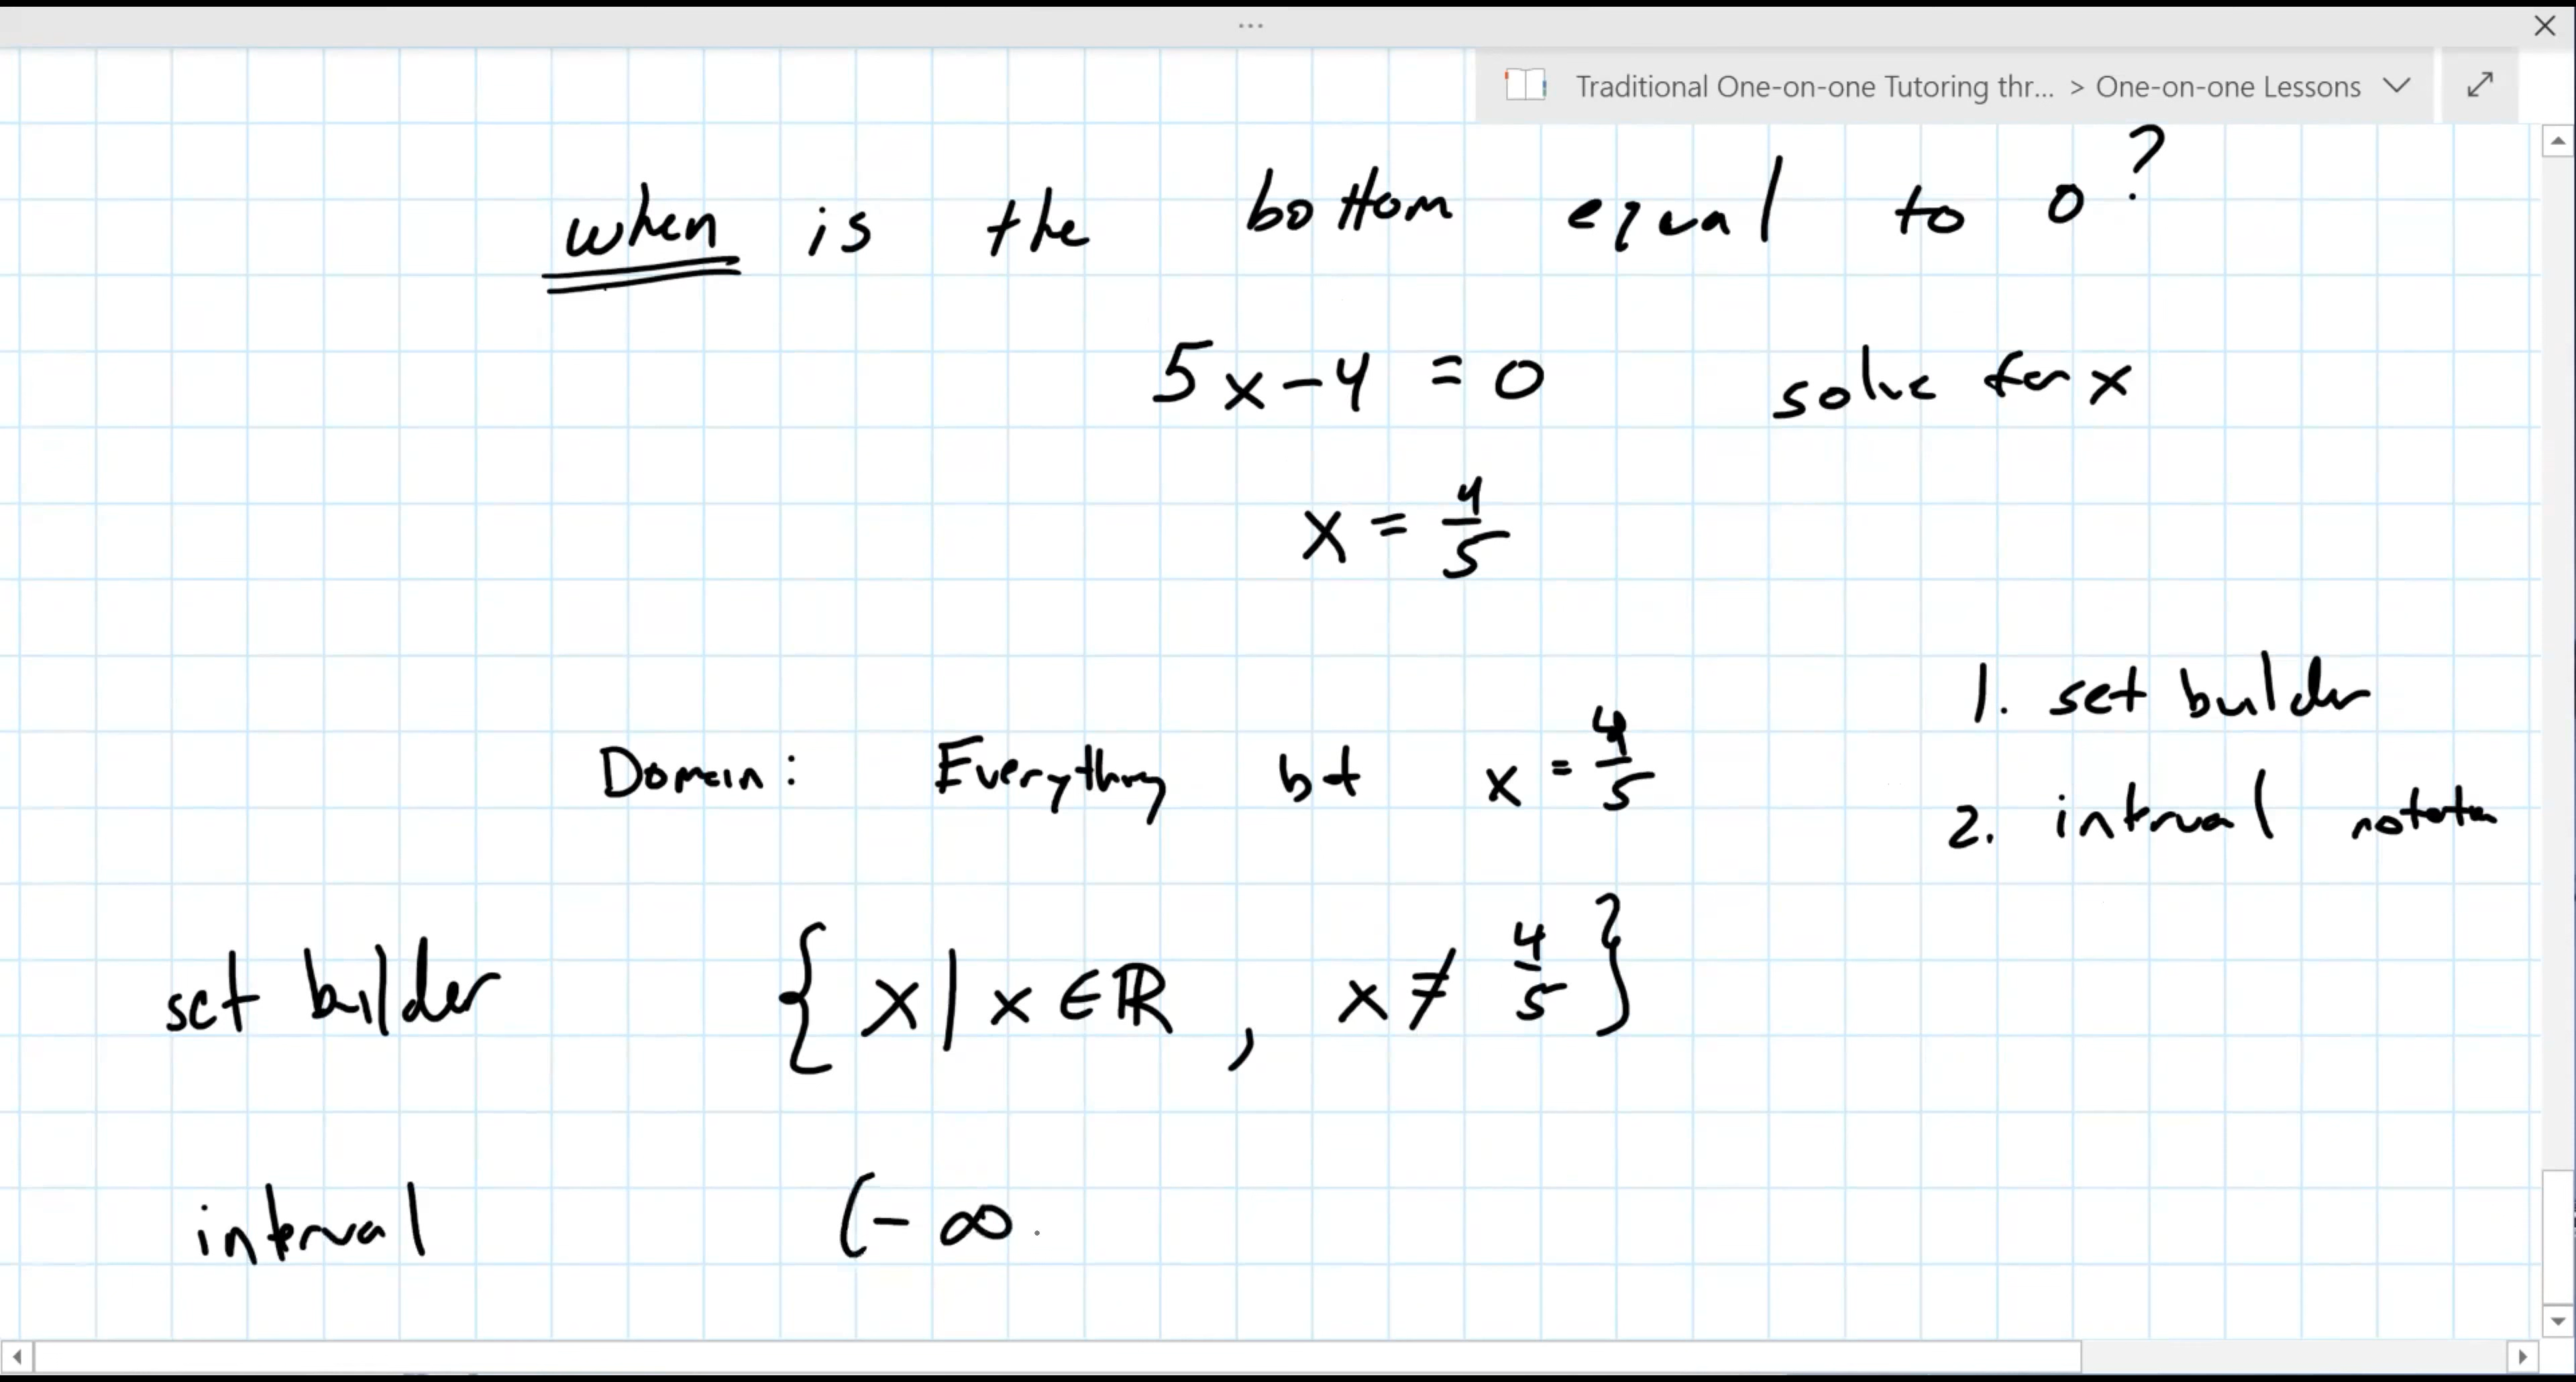 ...
Traditional One-on-one Tutoring thr... > One-on-one Lessons
when is the bottom equal to 0?
5x-4 = 0 solve for x
x = 4/5
1. set builder
Domain: Everything but x = 4/5
2. interval notation
set builder { x | x ∈ ℝ , x ≠ 4/5 }
interval (- ∞